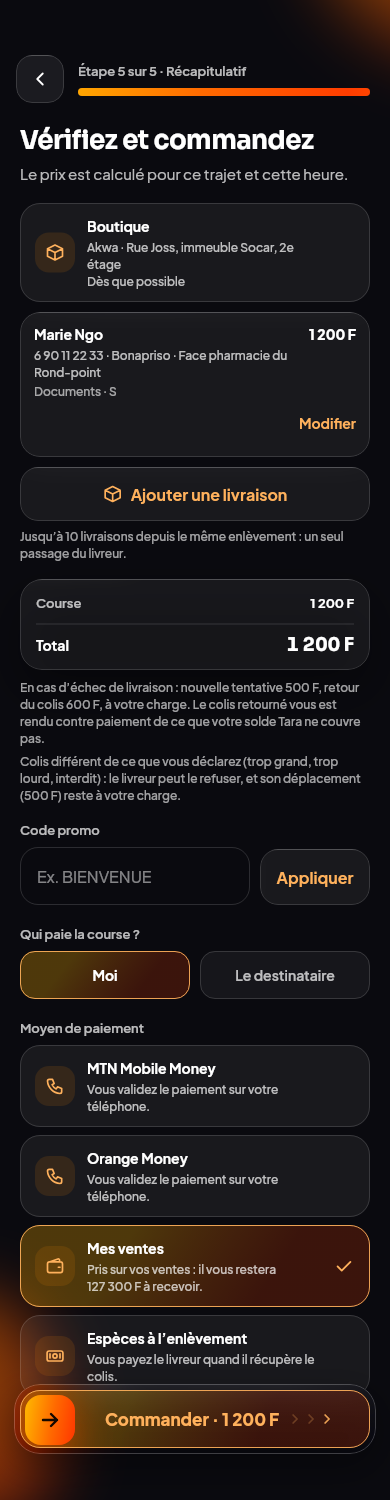 Étape 5 sur 5 · Récapitulatif
Vérifiez et commandez
Le prix est calculé pour ce trajet et cette heure.
Boutique
Akwa · Rue Joss, immeuble Socar, 2e
étage
Dès que possible
Marie Ngo 1 200 F
6 90 11 22 33 · Bonapriso · Face pharmacie du
Rond-point
Documents · S
Modifier
Ajouter une livraison
Jusqu'à 10 livraisons depuis le même enlèvement : un seul
passage du livreur.
Course 1 200 F
Total 1 200 F
En cas d'échec de livraison : nouvelle tentative 500 F, retour
du colis 600 F, à votre charge. Le colis retourné vous est
rendu contre paiement de ce que votre solde Tara ne couvre
pas.
Colis différent de ce que vous déclarez (trop grand, trop
lourd, interdit) : le livreur peut le refuser, et son déplacement
(500 F) reste à votre charge.
Code promo
Ex. BIENVENUE Appliquer
Qui paie la course ?
Moi Le destinataire
Moyen de paiement
MTN Mobile Money
Vous validez le paiement sur votre
téléphone.
Orange Money
Vous validez le paiement sur votre
téléphone.
Mes ventes
Pris sur vos ventes : il vous restera
127 300 F à recevoir.
Espèces à l'enlèvement
Vous payez le livreur quand il récupère le
colis.
Commander · 1 200 F